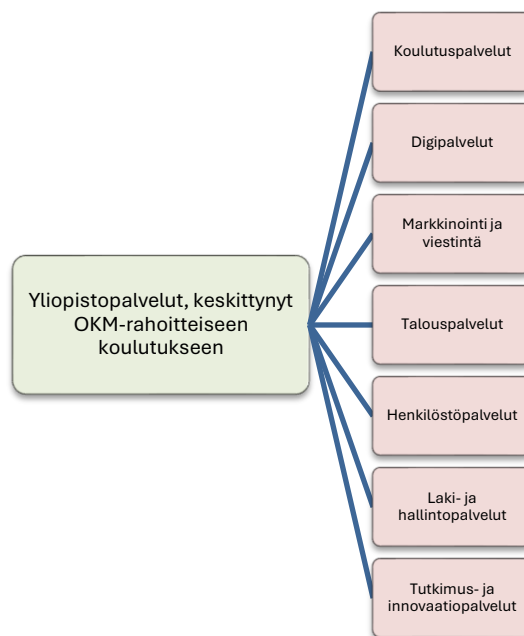 Koulutuspalvelut
Digipalvelut
Markkinointi ja
viestintä
Yliopistopalvelut, keskittynyt
OKM-rahoitteiseen
koulutukseen
Talouspalvelut
Henkilöstöpalvelut
Laki- ja
hallintopalvelut
Tutkimus- ja
innovaatiopalvelut